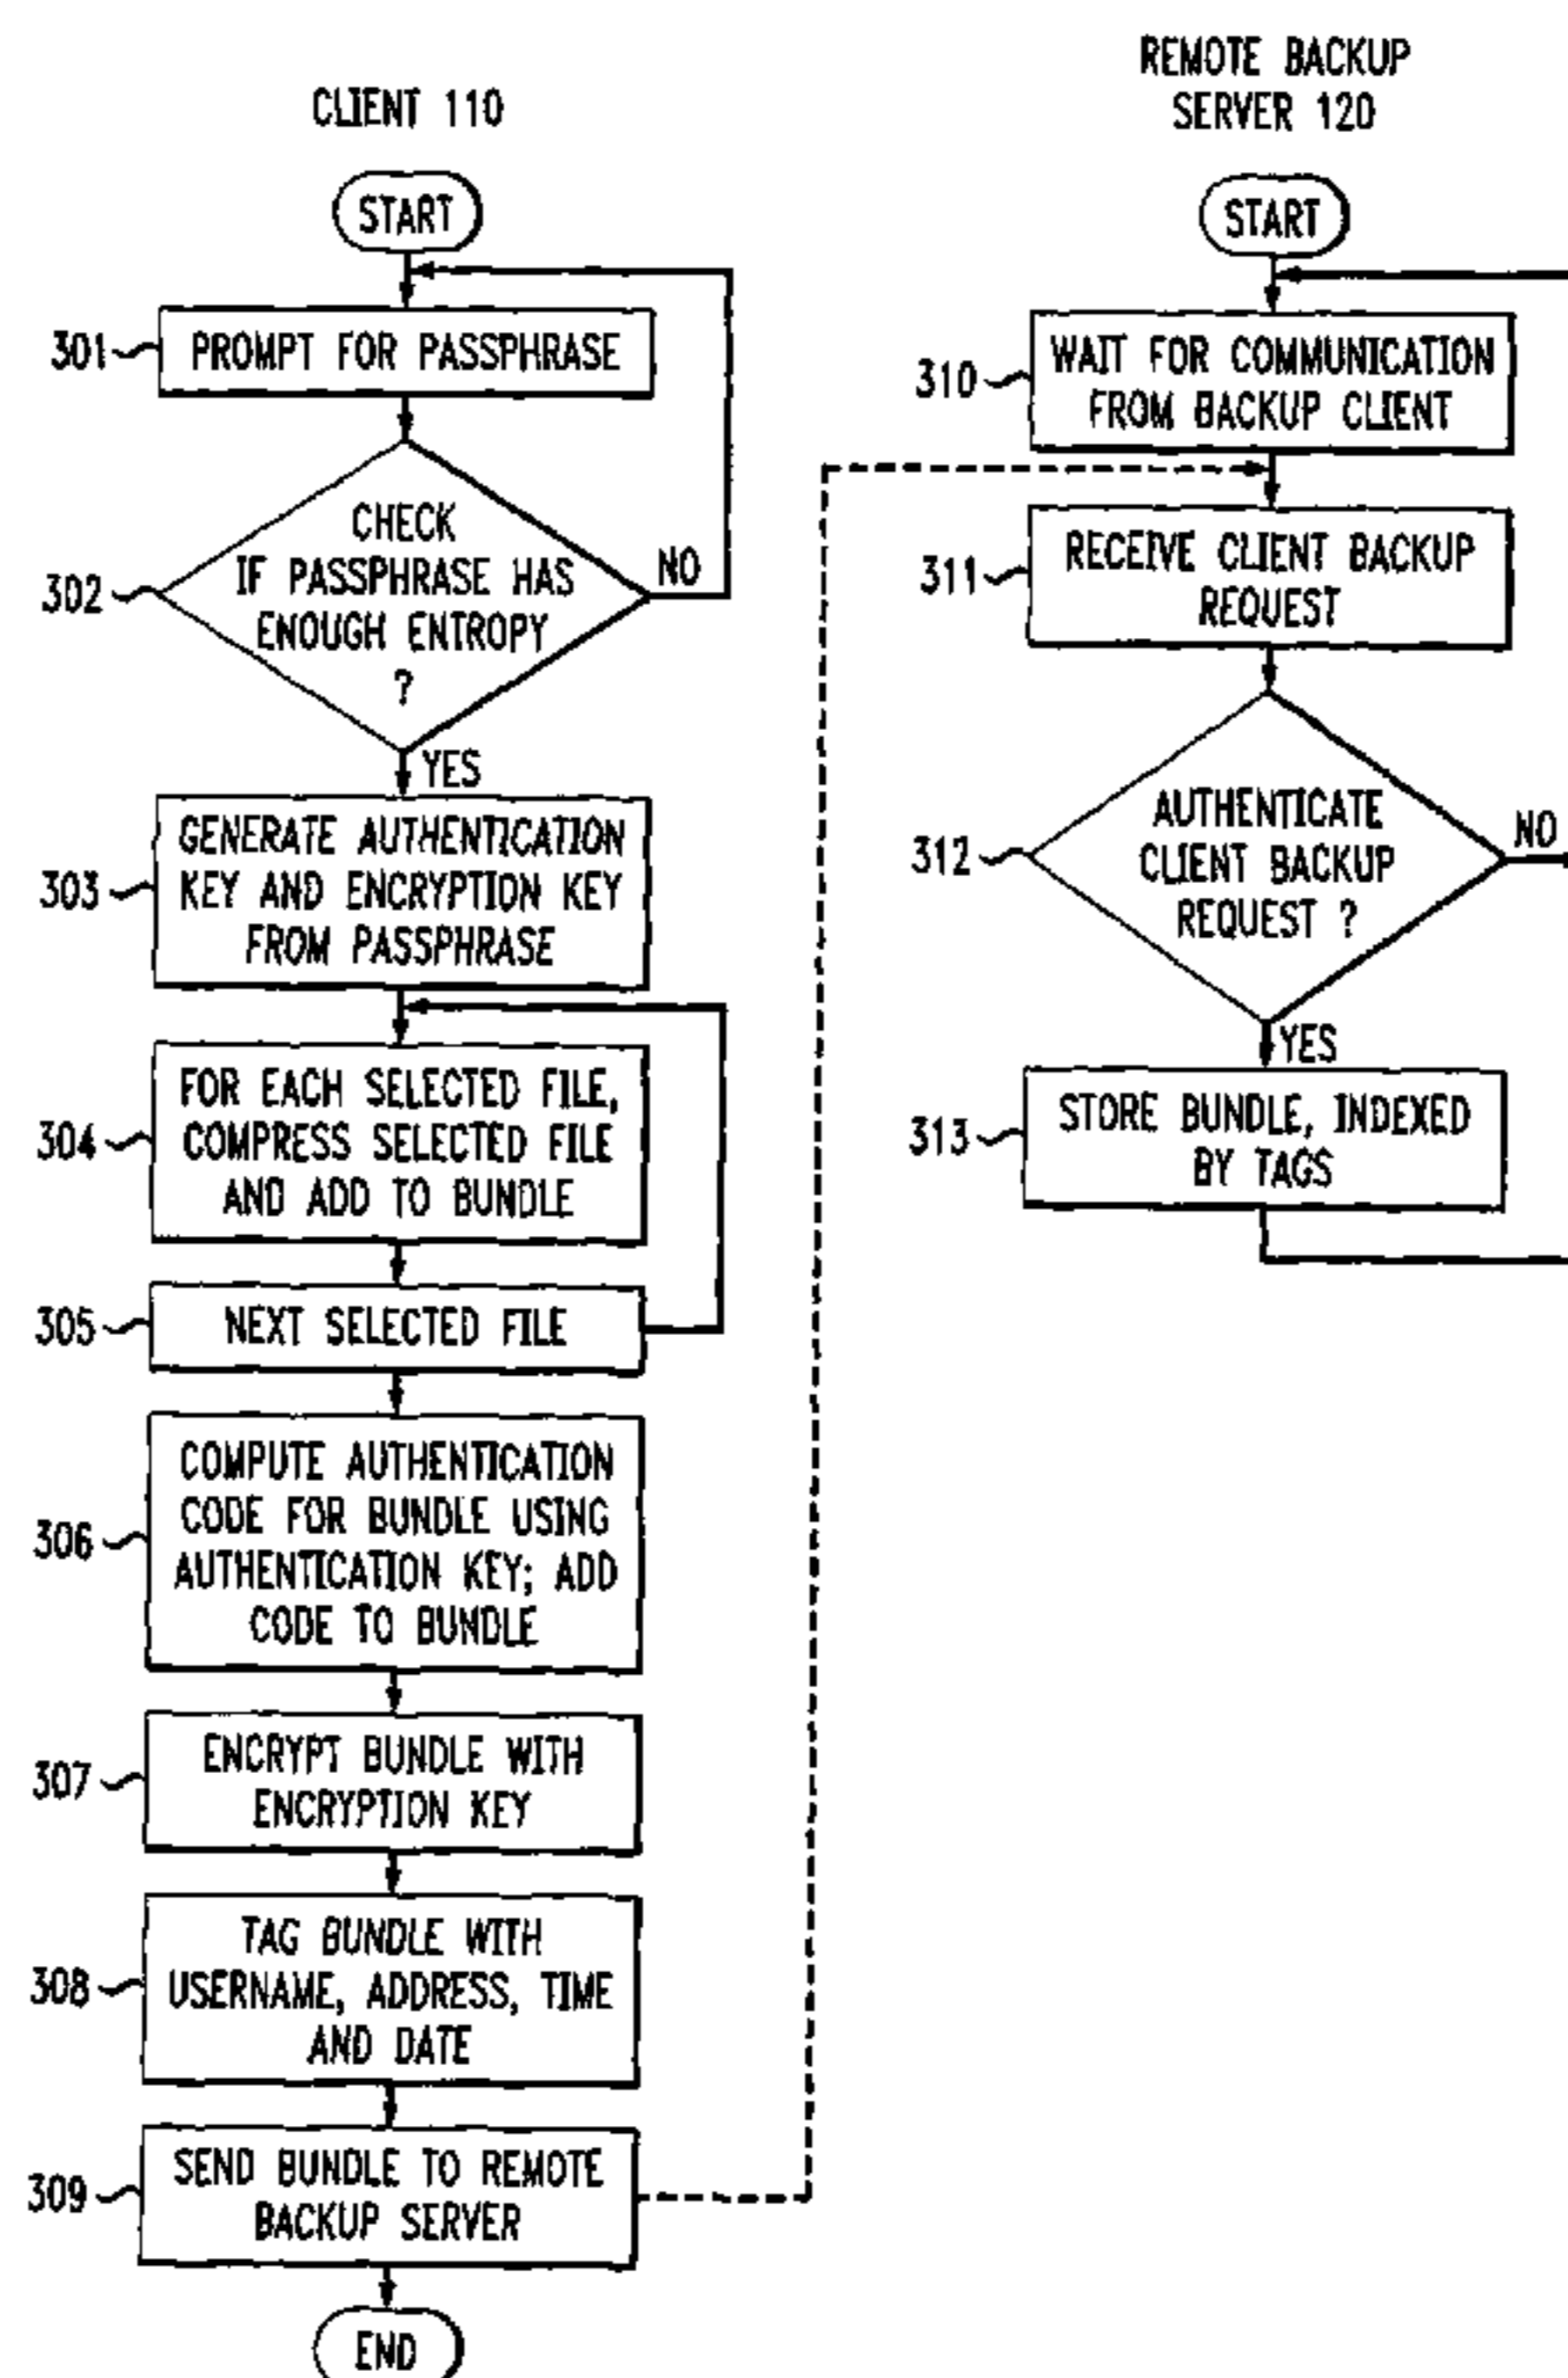 CLIENT 110
START
301
PROMPT FOR PASSPHRASE
302
CHECK
IF PASSPHRASE HAS
ENOUGH ENTROPY
?
NO
YES
303
GENERATE AUTHENTICATION
KEY AND ENCRYPTION KEY
FROM PASSPHRASE
304
FOR EACH SELECTED FILE,
COMPRESS SELECTED FILE
AND ADD TO BUNDLE
305
NEXT SELECTED FILE
306
COMPUTE AUTHENTICATION
CODE FOR BUNDLE USING
AUTHENTICATION KEY; ADD
CODE TO BUNDLE
307
ENCRYPT BUNDLE WITH
ENCRYPTION KEY
308
TAG BUNDLE WITH
USERNAME, ADDRESS, TIME
AND DATE
309
SEND BUNDLE TO REMOTE
BACKUP SERVER
END
REMOTE BACKUP
SERVER 120
START
310
WAIT FOR COMMUNICATION
FROM BACKUP CLIENT
311
RECEIVE CLIENT BACKUP
REQUEST
312
AUTHENTICATE
CLIENT BACKUP
REQUEST ?
NO
YES
313
STORE BUNDLE, INDEXED
BY TAGS